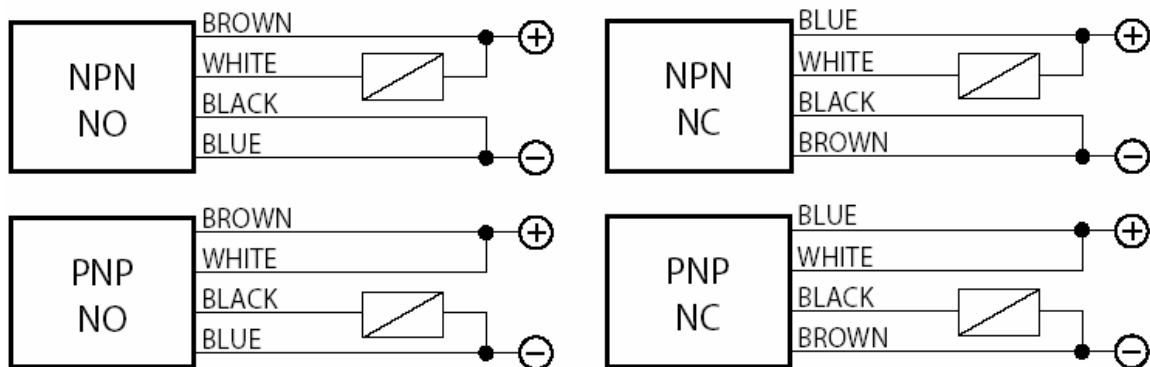 BROWN
WHITE
NPN
NO
BLACK
BLUE
+
−
BLUE
WHITE
NPN
NC
BLACK
BROWN
+
−
BROWN
WHITE
PNP
NO
BLACK
BLUE
+
−
BLUE
WHITE
PNP
NC
BLACK
BROWN
+
−